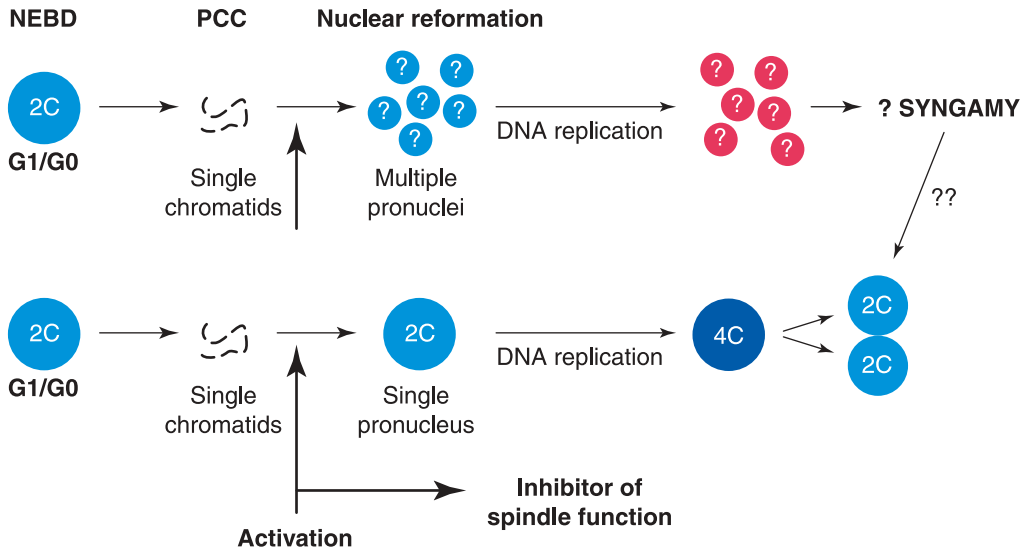 NEBD PCC Nuclear reformation
2C ? ? ? ? ? ? ? ? ? ? ? ? ? SYNGAMY
DNA replication
G1/G0
Single Multiple
chromatids pronuclei
??
2C 2C 4C 2C
2C
DNA replication
G1/G0
Single Single
chromatids pronucleus
Inhibitor of
spindle function
Activation